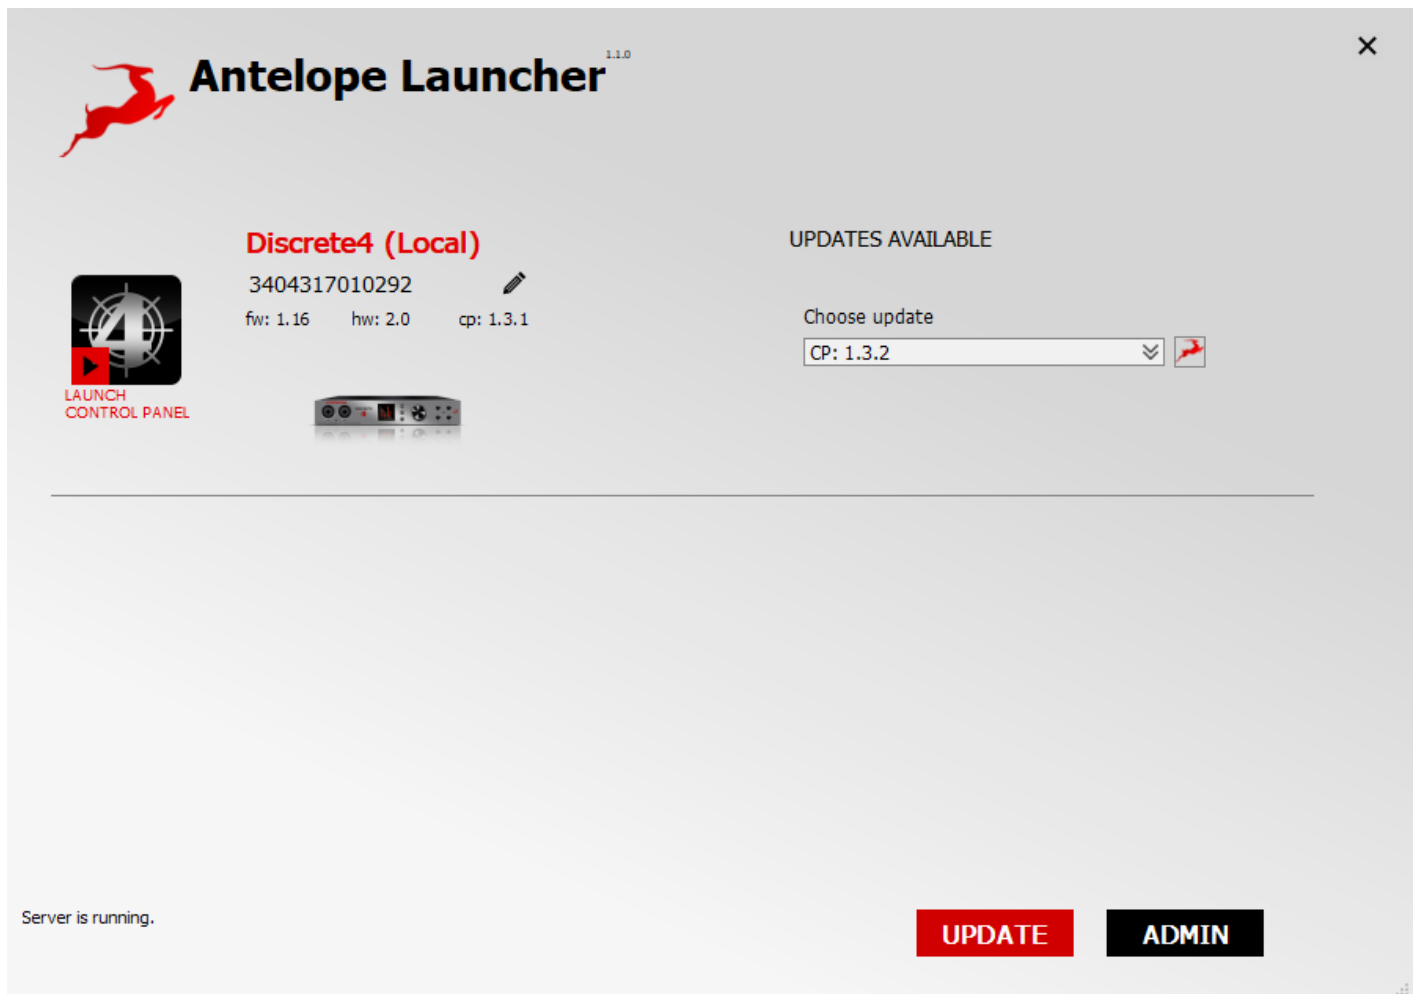 Antelope Launcher 1.1.0
Discrete4 (Local)
3404317010292
fw: 1.16 hw: 2.0 cp: 1.3.1
4
LAUNCH
CONTROL PANEL
UPDATES AVAILABLE
Choose update
CP: 1.3.2
Server is running.
UPDATE
ADMIN